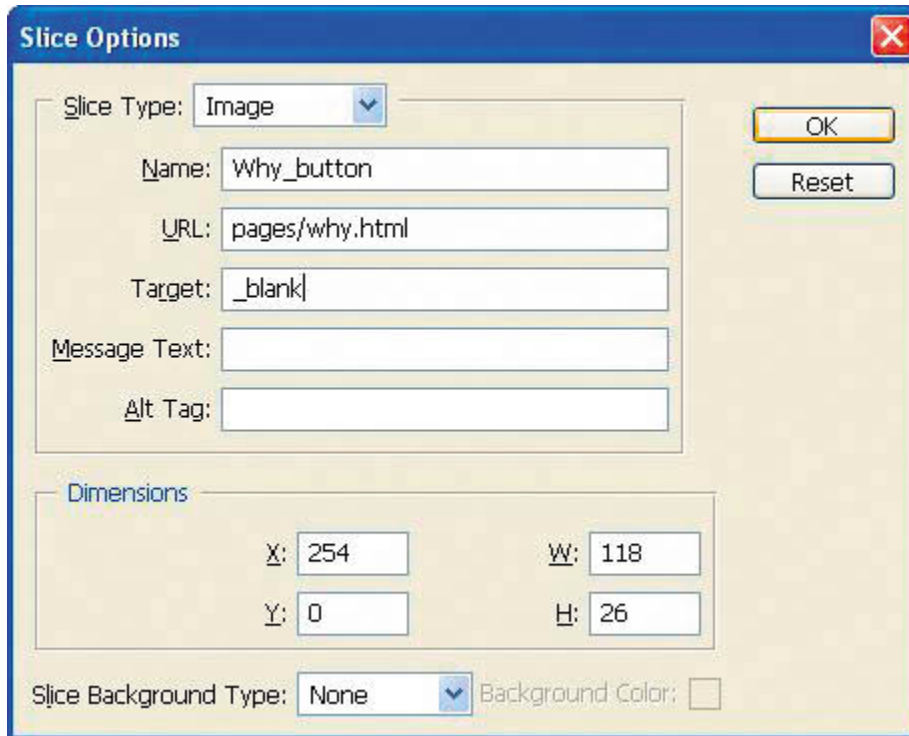 Slice Options
Slice Type: Image
OK
Name: Why_button
Reset
URL: pages/why.html
Target: _blank
Message Text:
Alt Tag:
Dimensions
X: 254 W: 118
Y: 0 H: 26
Slice Background Type: None Background Color: